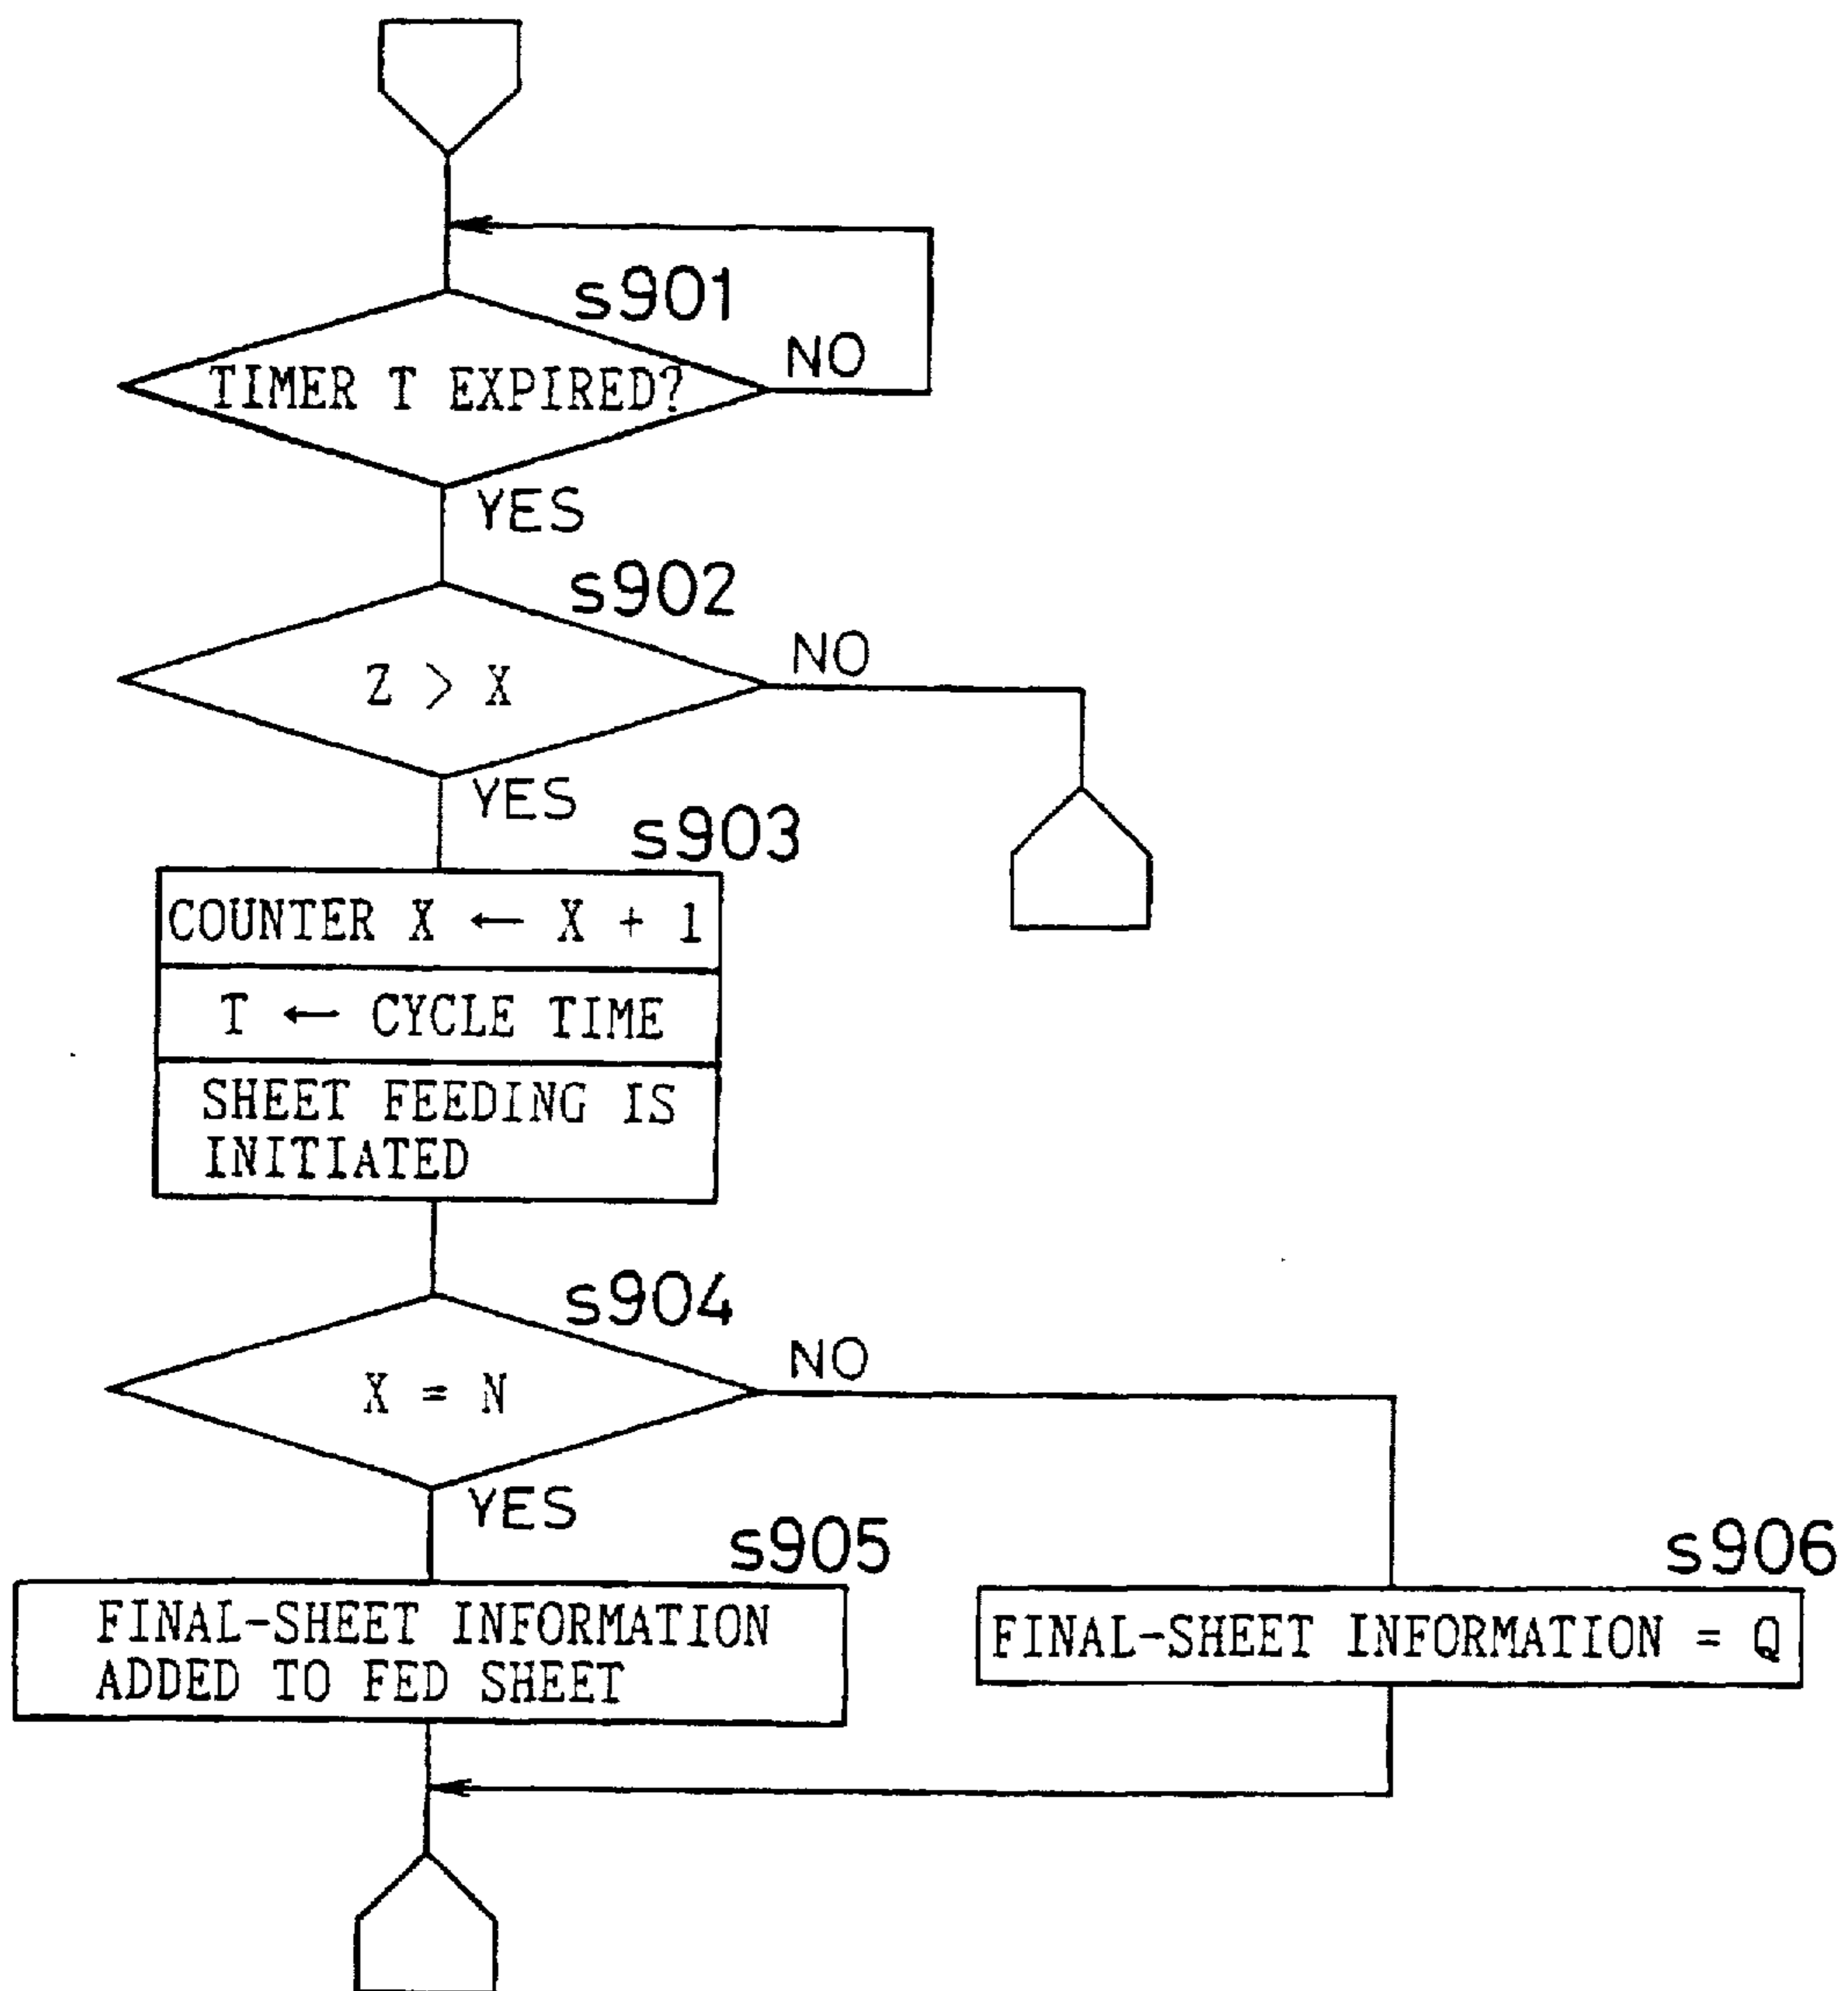 s901
TIMER T EXPIRED?
NO
YES
s902
Z > X
NO
YES
s903
COUNTER X ← X + 1
T ← CYCLE TIME
SHEET FEEDING IS
INITIATED
s904
X = N
NO
YES
s905
FINAL-SHEET INFORMATION
ADDED TO FED SHEET
s906
FINAL-SHEET INFORMATION = Q